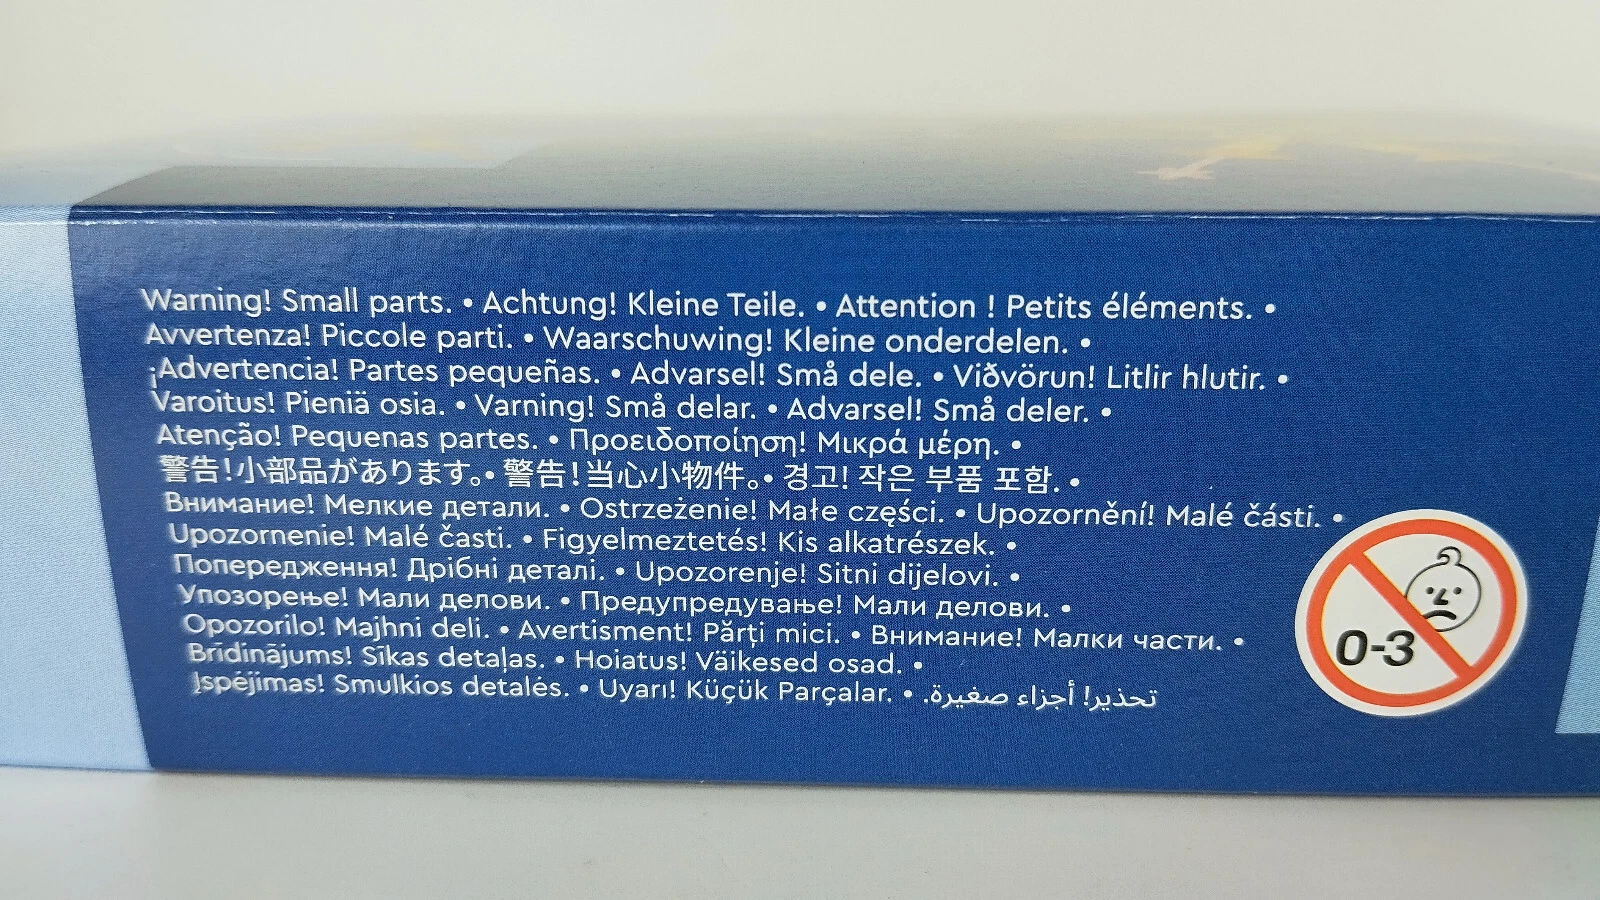 Warning! Small parts. • Achtung! Kleine Teile. • Attention ! Petits éléments. •
Avvertenza! Piccole parti. • Waarschuwing! Kleine onderdelen. •
¡Advertencia! Partes pequeñas. • Advarsel! Små dele. • Viðvörun! Litlir hlutir. •
Varoitus! Pieniä osia. • Varning! Små delar. • Advarsel! Små deler. •
Atenção! Pequenas partes. • Προειδοποίηση! Μικρά μέρη. •
警告!小部品があります。• 警告!当心小物件。• 경고! 작은 부품 포함. •
Внимание! Мелкие детали. • Ostrzeżenie! Małe części. • Upozornění! Malé části. •
Upozornenie! Malé časti. • Figyelmeztetés! Kis alkatrészek. •
Попередження! Дрібні деталі. • Upozorenje! Sitni dijelovi. •
Упозорење! Мали делови. • Предупредување! Мали делови. •
Opozorilo! Majhni deli. • Avertisment! Părți mici. • Внимание! Малки части. •
Brīdinājums! Sīkas detaļas. • Hoiatus! Väikesed osad. •
Įspėjimas! Smulkios detalės. • Uyarı! Küçük Parçalar. • تحذير! أجزاء صغيرة.
0-3